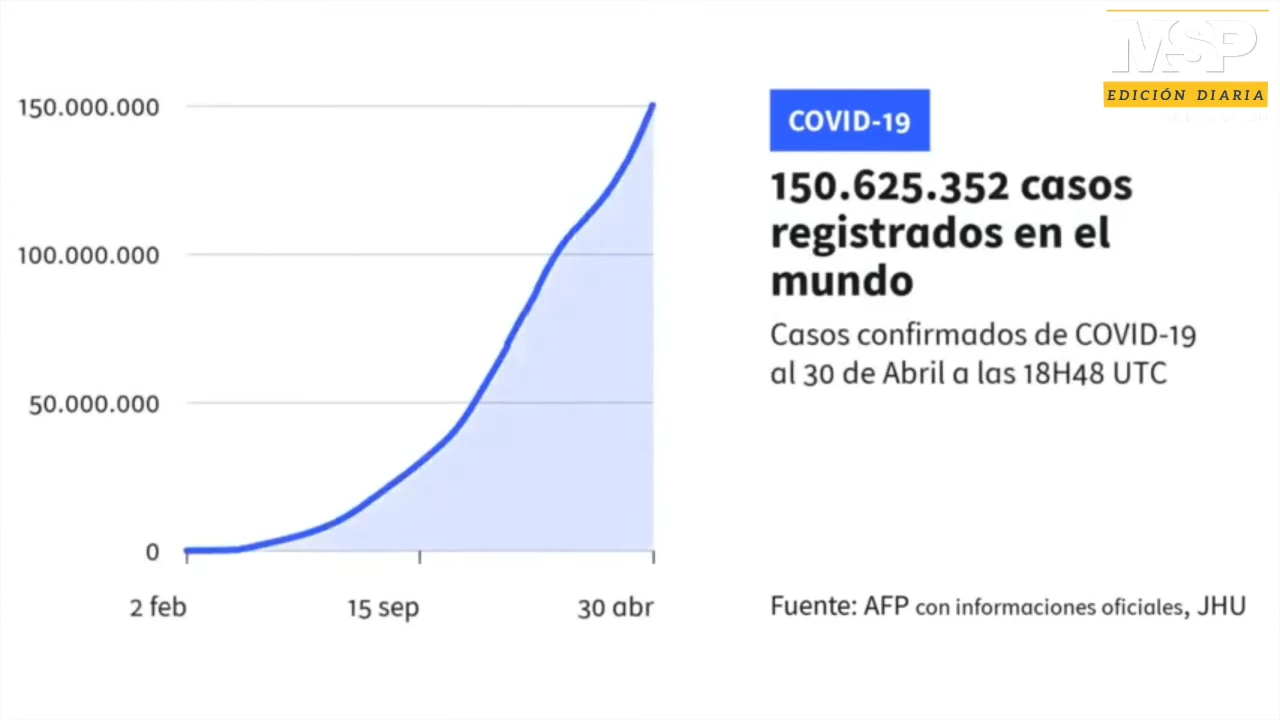 MSP
EDICIÓN DIARIA
150.000.000
100.000.000
50.000.000
0
2 feb
15 sep
30 abr
COVID-19
150.625.352 casos
registrados en el
mundo
Casos confirmados de COVID-19
al 30 de Abril a las 18H48 UTC
Fuente: AFP con informaciones oficiales, JHU